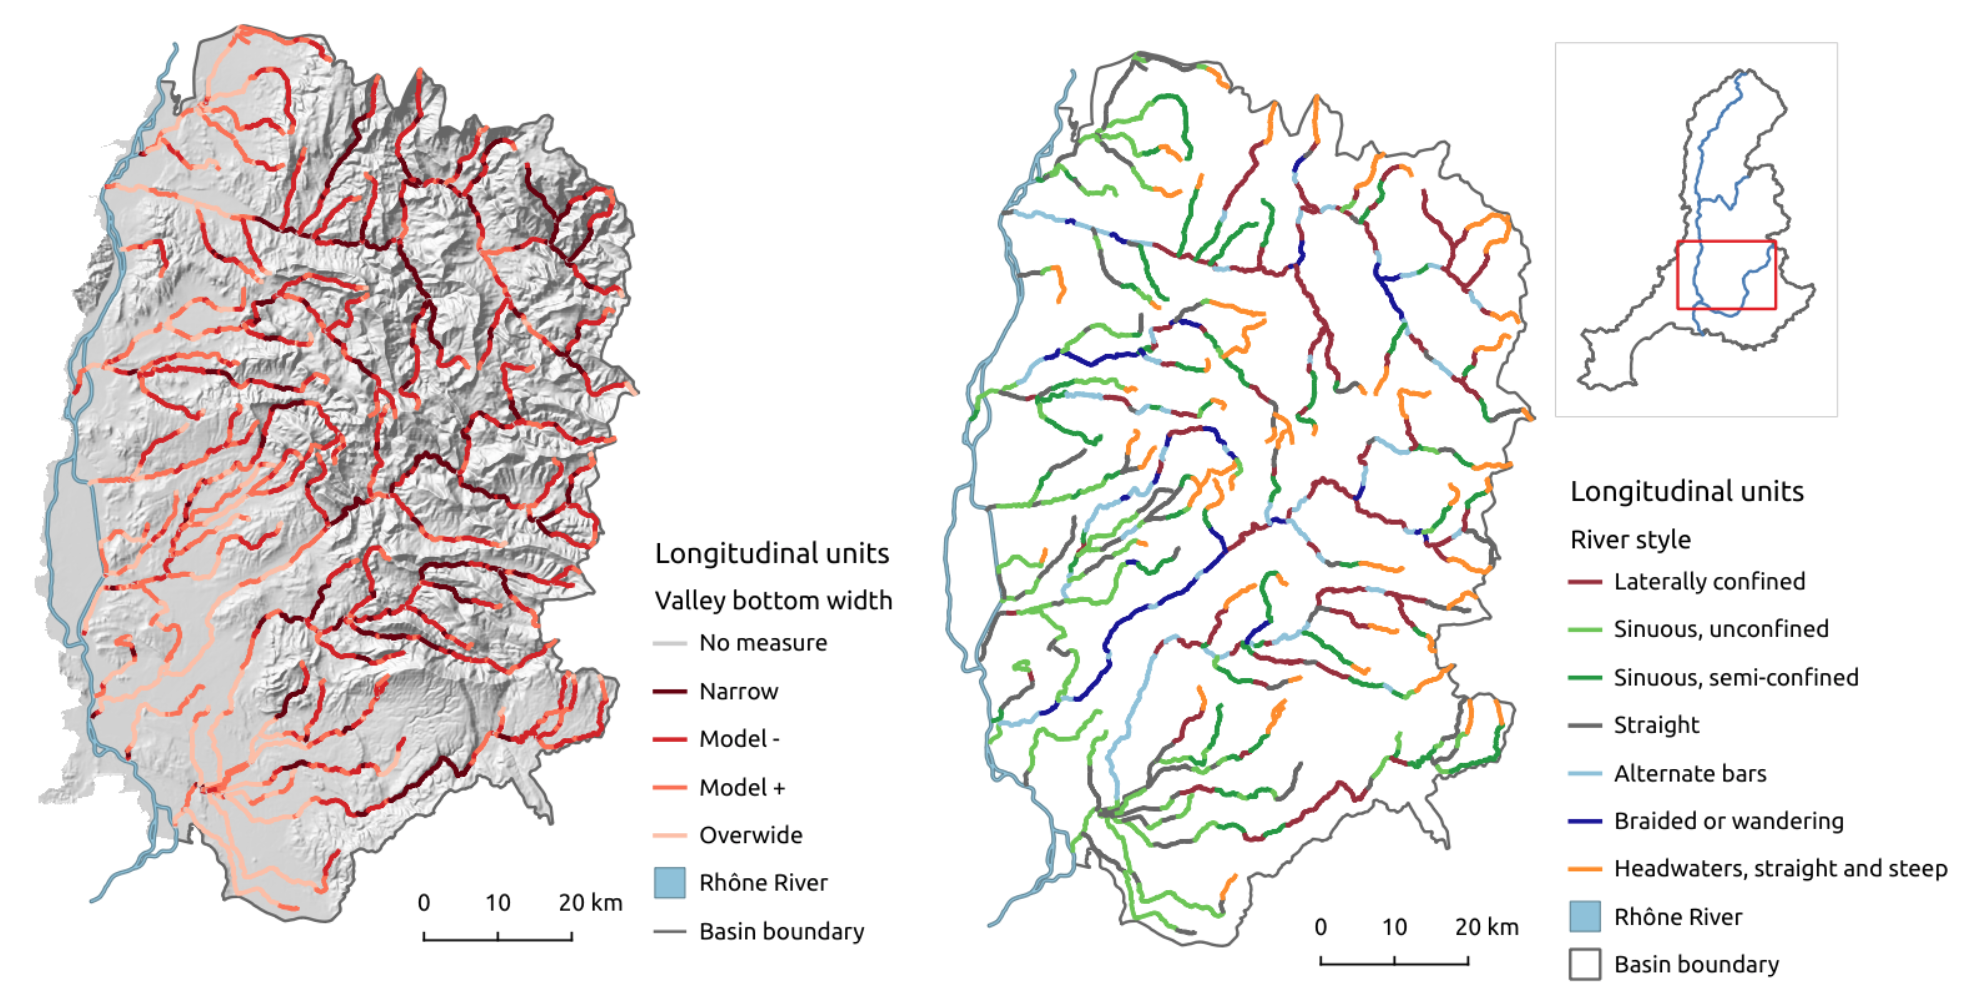 Longitudinal units
Valley bottom width
No measure
Narrow
Model -
Model +
Overwide
Rhône River
Basin boundary
0 10 20 km
Longitudinal units
River style
Laterally confined
Sinuous, unconfined
Sinuous, semi-confined
Straight
Alternate bars
Braided or wandering
Headwaters, straight and steep
Rhône River
Basin boundary
0 10 20 km